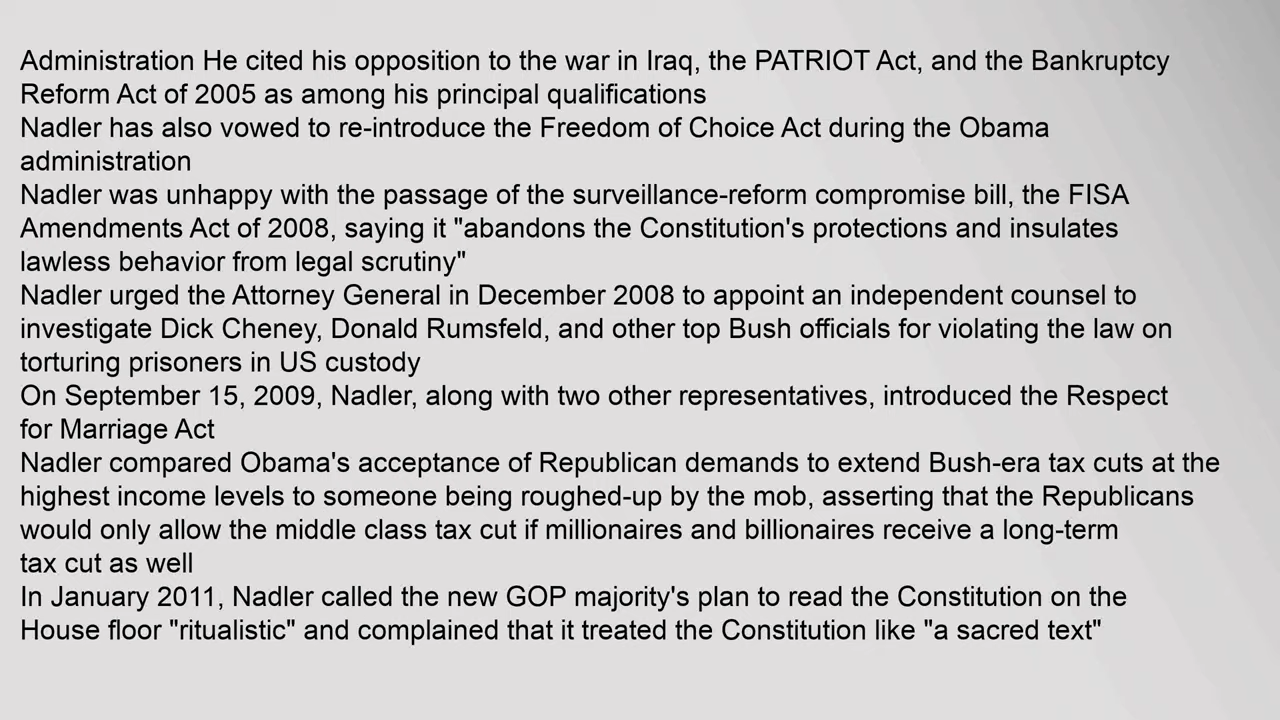 Administration He cited his opposition to the war in Iraq, the PATRIOT Act, and the Bankruptcy
Reform Act of 2005 as among his principal qualifications
Nadler has also vowed to re-introduce the Freedom of Choice Act during the Obama
administration
Nadler was unhappy with the passage of the surveillance-reform compromise bill, the FISA
Amendments Act of 2008, saying it "abandons the Constitution's protections and insulates
lawless behavior from legal scrutiny"
Nadler urged the Attorney General in December 2008 to appoint an independent counsel to
investigate Dick Cheney, Donald Rumsfeld, and other top Bush officials for violating the law on
torturing prisoners in US custody
On September 15, 2009, Nadler, along with two other representatives, introduced the Respect
for Marriage Act
Nadler compared Obama's acceptance of Republican demands to extend Bush-era tax cuts at the
highest income levels to someone being roughed-up by the mob, asserting that the Republicans
would only allow the middle class tax cut if millionaires and billionaires receive a long-term
tax cut as well
In January 2011, Nadler called the new GOP majority's plan to read the Constitution on the
House floor "ritualistic" and complained that it treated the Constitution like "a sacred text"